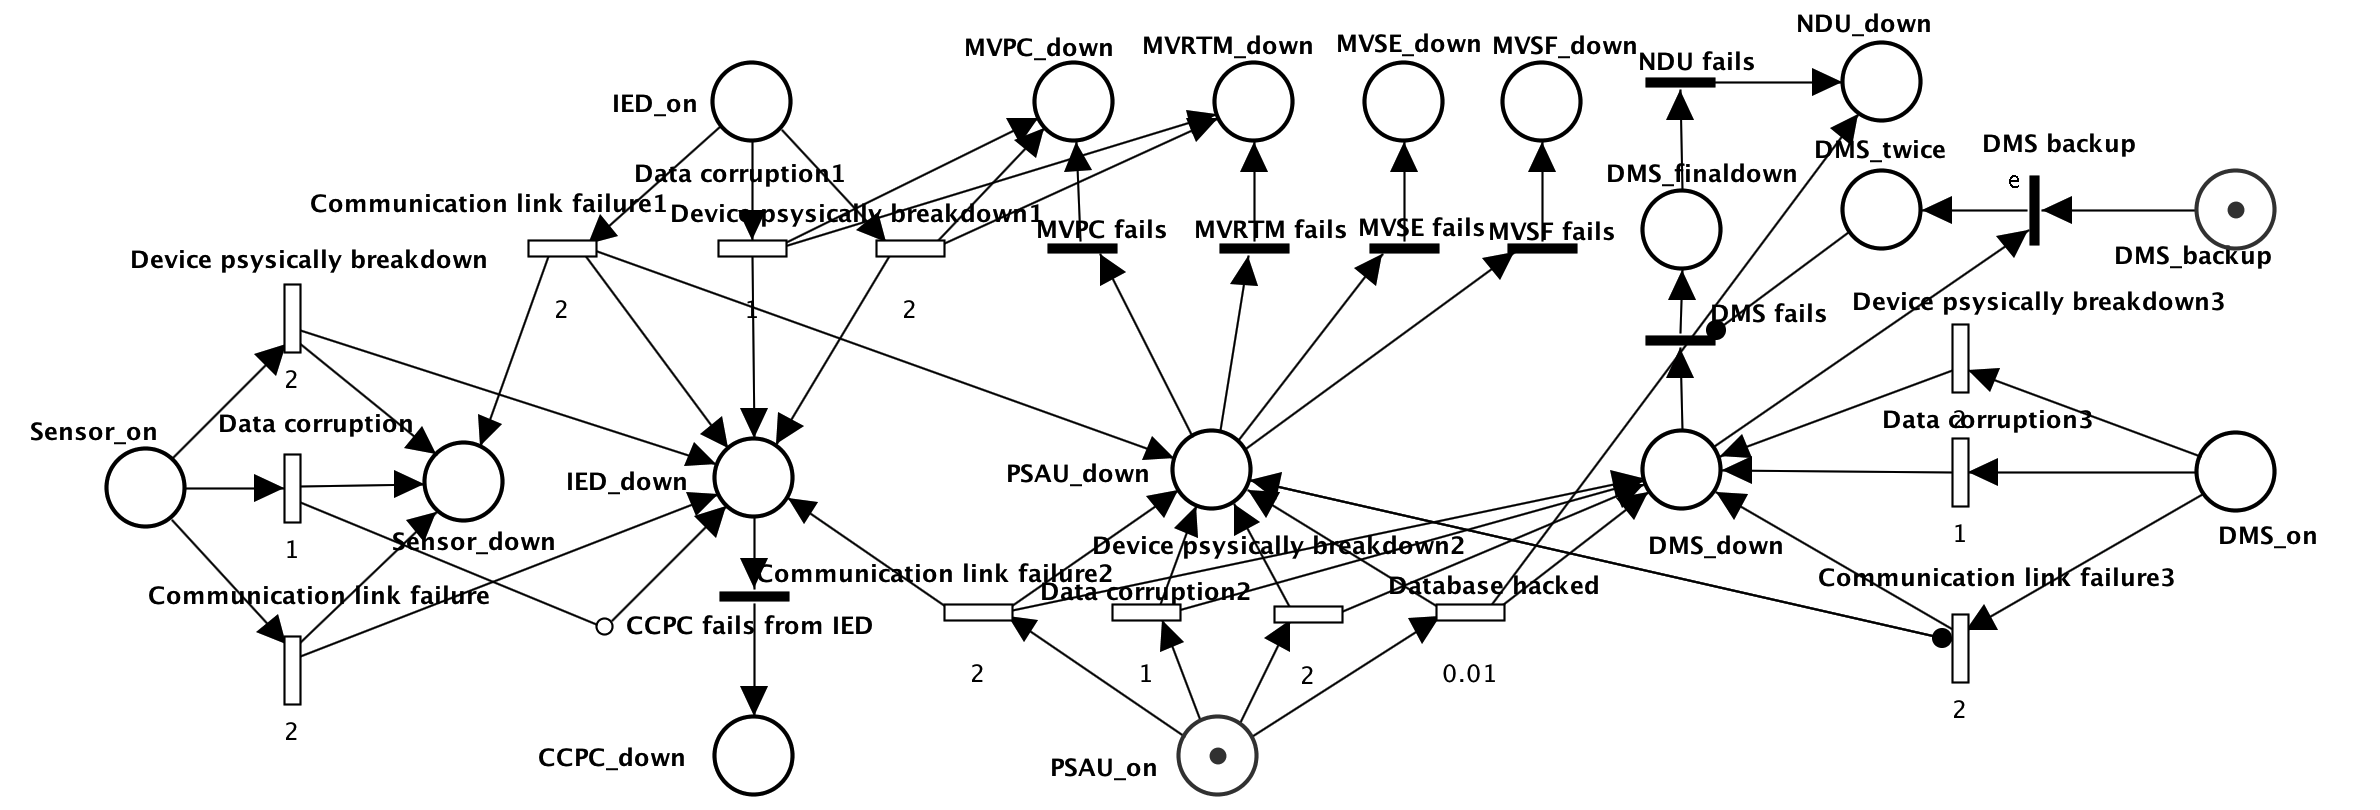 NDU_down
MVPC_down
MVRTM_down
MVSE_down
MVSF_down
NDU fails
IED_on
DMS backup
DMS_twice
Data corruption1
DMS_finaldown
e
Communication link failure1
Device psysically breakdown1
MVPC fails
MVRTM fails
MVSE fails
MVSF fails
DMS_backup
Device psysically breakdown
2
1
2
DMS fails
Device psysically breakdown3
2
Data corruption
2
Data corruption3
Sensor_on
IED_down
PSAU_down
Sensor_down
1
Device psysically breakdown2
DMS_down
1
DMS_on
Communication link failure
Communication link failure2
Data corruption2
Database hacked
Communication link failure3
CCPC fails from IED
2
2
1
2
0.01
2
CCPC_down
PSAU_on